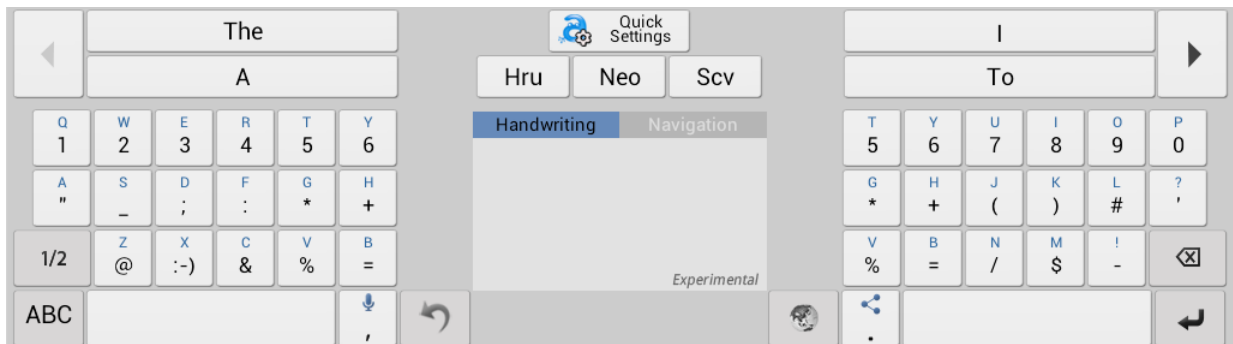 The
Quick
Settings
I
A
Hru Neo Scv
To
Handwriting Navigation
Q W E R T Y T Y U I O P
1 2 3 4 5 6 5 6 7 8 9 0
A S D F G H G H J K L ?
" _ ; : * + * + ( ) # '
Z X C V B V B N M !
1/2 @ :-) & % = % = / $ -
Experimental
ABC , .